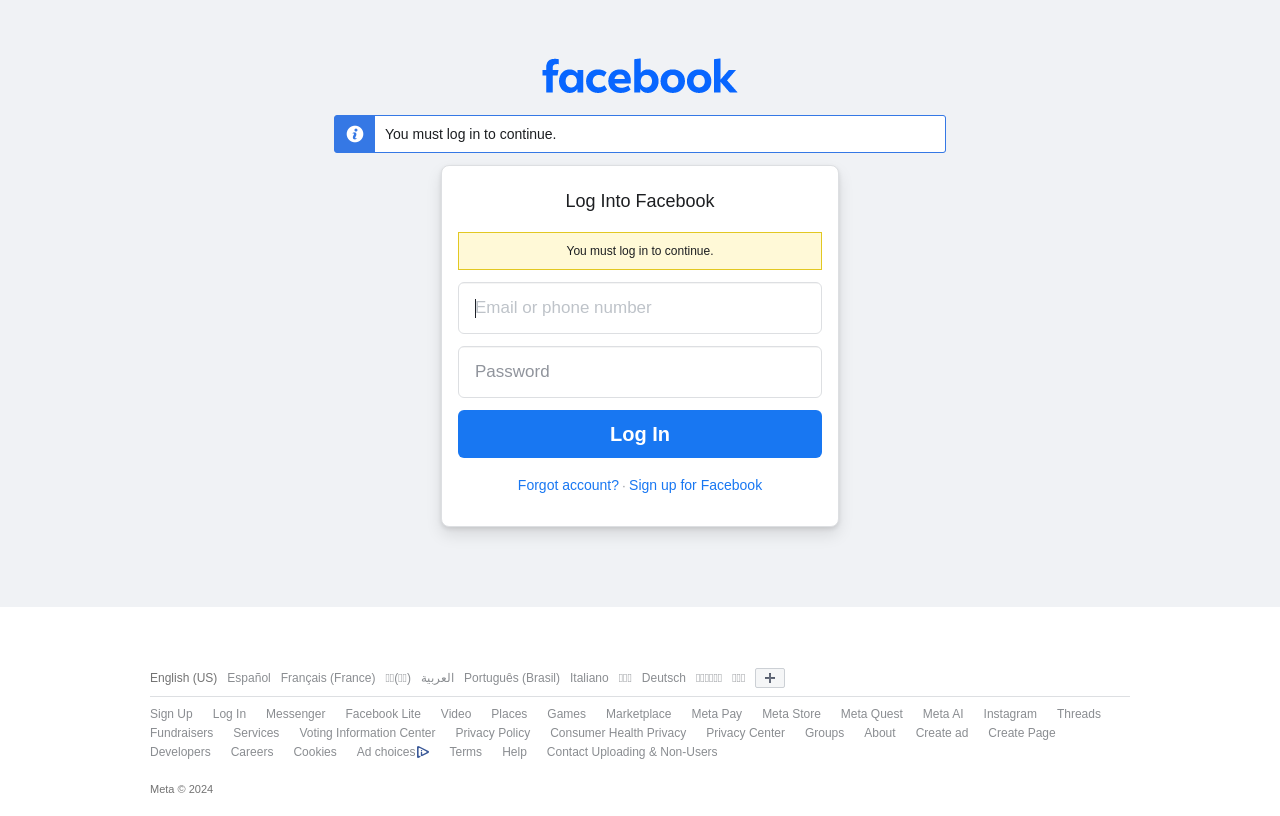 facebook
You must log in to continue.
Log Into Facebook
You must log in to continue.
Email or phone number
Password
Log In
Forgot account? · Sign up for Facebook
English (US) Español Français (France) العربية Português (Brasil) Italiano Deutsch
Sign Up Log In Messenger Facebook Lite Video Places Games Marketplace Meta Pay Meta Store Meta Quest Meta AI Instagram Threads
Fundraisers Services Voting Information Center Privacy Policy Consumer Health Privacy Privacy Center Groups About Create ad Create Page
Developers Careers Cookies Ad choices Terms Help Contact Uploading & Non-Users
Meta © 2024